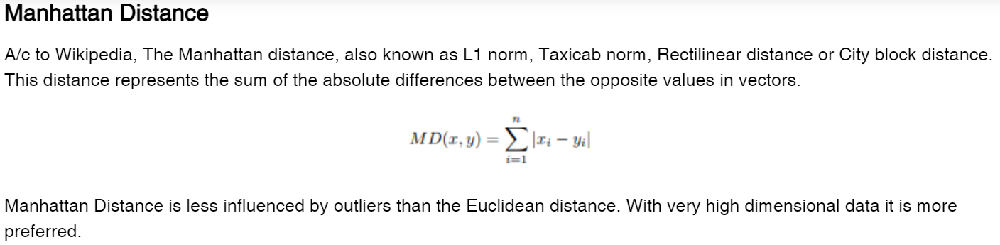 Manhattan Distance
A/c to Wikipedia, The Manhattan distance, also known as L1 norm, Taxicab norm, Rectilinear distance or City block distance.
This distance represents the sum of the absolute differences between the opposite values in vectors.
n
MD(x, y) = ∑ |xᵢ − yᵢ|
i=1
Manhattan Distance is less influenced by outliers than the Euclidean distance. With very high dimensional data it is more
preferred.